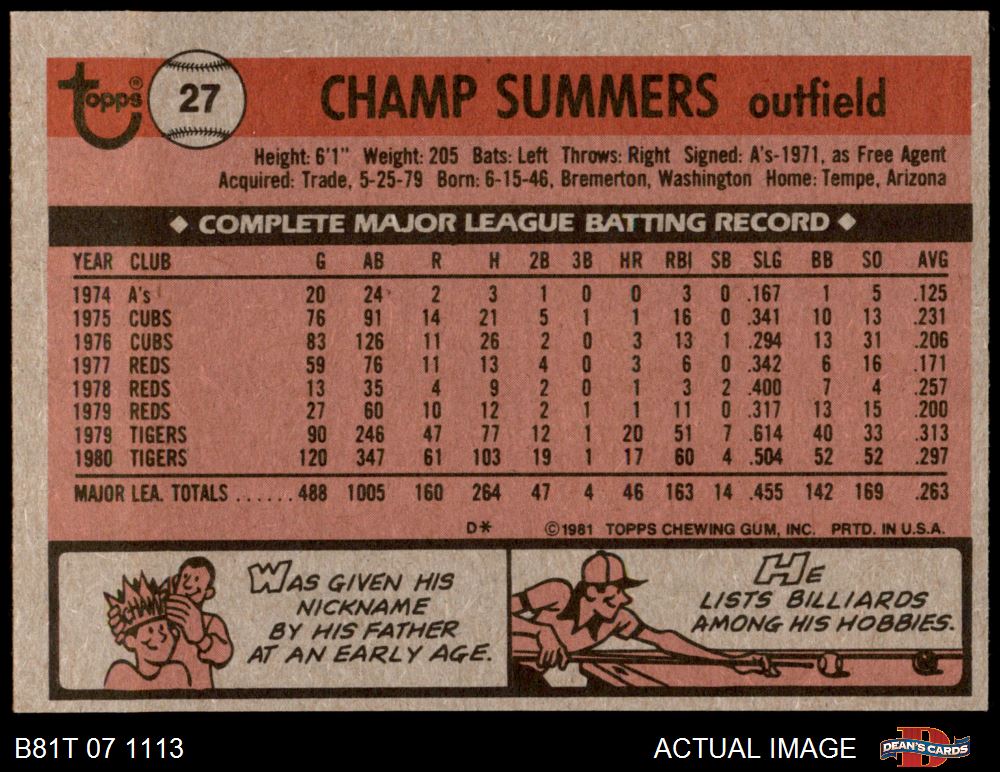 Topps® 27 CHAMP SUMMERS outfield
Height: 6'1" Weight: 205 Bats: Left Throws: Right Signed: A's-1971, as Free Agent
Acquired: Trade, 5-25-79 Born: 6-15-46, Bremerton, Washington Home: Tempe, Arizona
◆ COMPLETE MAJOR LEAGUE BATTING RECORD ◆
YEAR CLUB G AB R H 2B 3B HR RBI SB SLG BB SO AVG
1974 A's 20 24 2 3 1 0 0 3 0 .167 1 5 .125
1975 CUBS 76 91 14 21 5 1 1 16 0 .341 10 13 .231
1976 CUBS 83 126 11 26 2 0 3 13 1 .294 13 31 .206
1977 REDS 59 76 11 13 4 0 3 6 0 .342 6 16 .171
1978 REDS 13 35 4 9 2 0 1 3 2 .400 7 4 .257
1979 REDS 27 60 10 12 2 1 1 11 0 .317 13 15 .200
1979 TIGERS 90 246 47 77 12 1 20 51 7 .614 40 33 .313
1980 TIGERS 120 347 61 103 19 1 17 60 4 .504 52 52 .297
MAJOR LEA. TOTALS ...... 488 1005 160 264 47 4 46 163 14 .455 142 169 .263
D* ©1981 TOPPS CHEWING GUM, INC. PRTD. IN U.S.A.
CHAMP
WAS GIVEN HIS
NICKNAME
BY HIS FATHER
AT AN EARLY AGE.
HE
LISTS BILLIARDS
AMONG HIS HOBBIES.
B81T 07 1113 ACTUAL IMAGE D DEAN'S CARDS